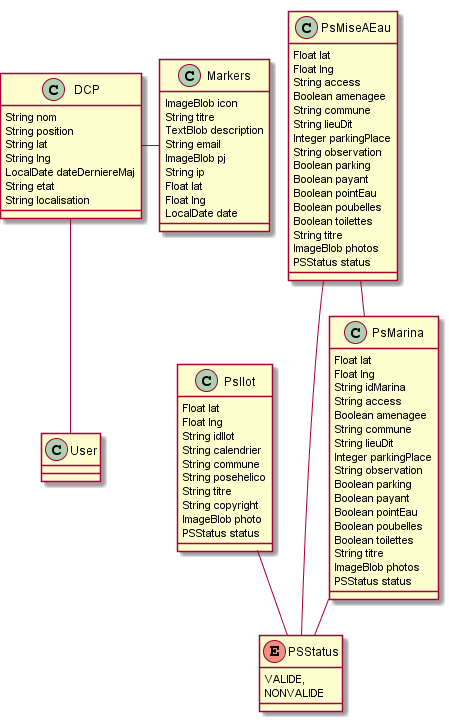 C PsMiseAEau
Float lat
Float lng
String access
Boolean amenagee
String commune
String lieuDit
Integer parkingPlace
String observation
Boolean parking
Boolean payant
Boolean pointEau
Boolean poubelles
Boolean toilettes
String titre
ImageBlob photos
PSStatus status
C DCP
String nom
String position
String lat
String lng
LocalDate dateDerniereMaj
String etat
String localisation
C Markers
ImageBlob icon
String titre
TextBlob description
String email
ImageBlob pj
String ip
Float lat
Float lng
LocalDate date
C PsMarina
Float lat
Float lng
String idMarina
String access
Boolean amenagee
String commune
String lieuDit
Integer parkingPlace
String observation
Boolean parking
Boolean payant
Boolean pointEau
Boolean poubelles
Boolean toilettes
String titre
ImageBlob photos
PSStatus status
C PsIlot
Float lat
Float lng
String idIlot
String calendrier
String commune
String posehelico
String titre
String copyright
ImageBlob photo
PSStatus status
C User
E PSStatus
VALIDE,
NONVALIDE